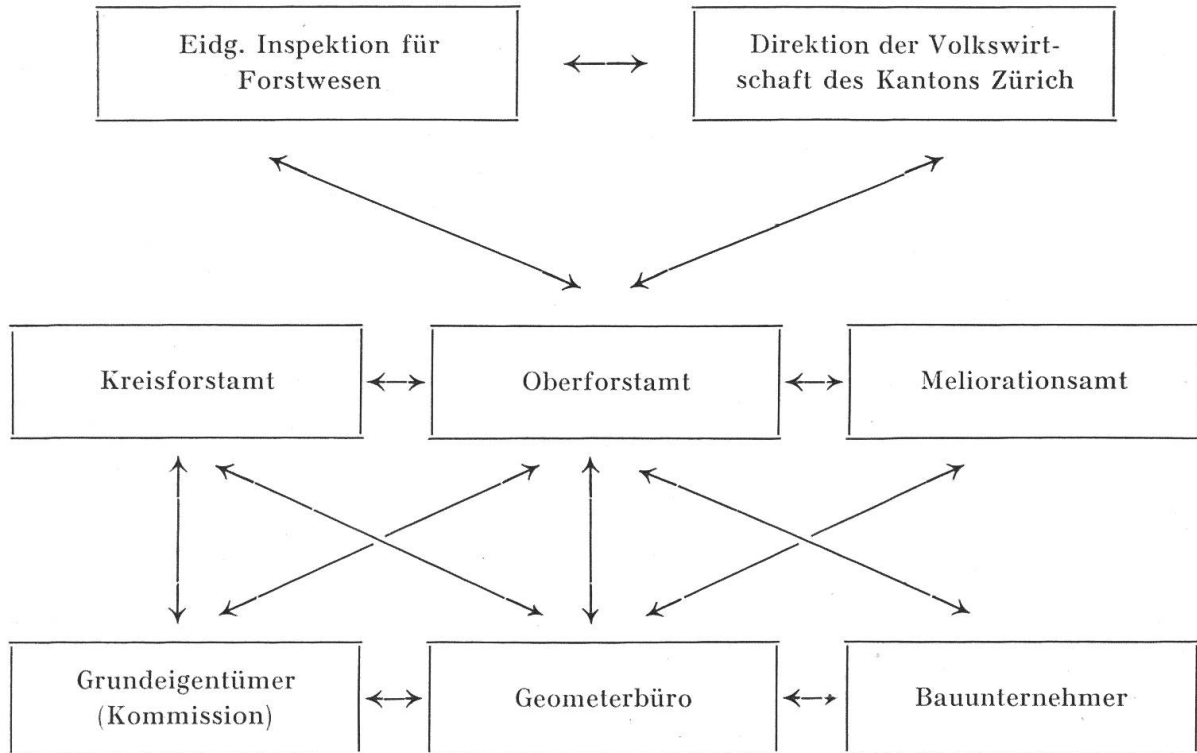 Eidg. Inspektion für
Forstwesen
Direktion der Volkswirt-
schaft des Kantons Zürich
Kreisforstamt
Oberforstamt
Meliorationsamt
Grundeigentümer
(Kommission)
Geometerbüro
Bauunternehmer